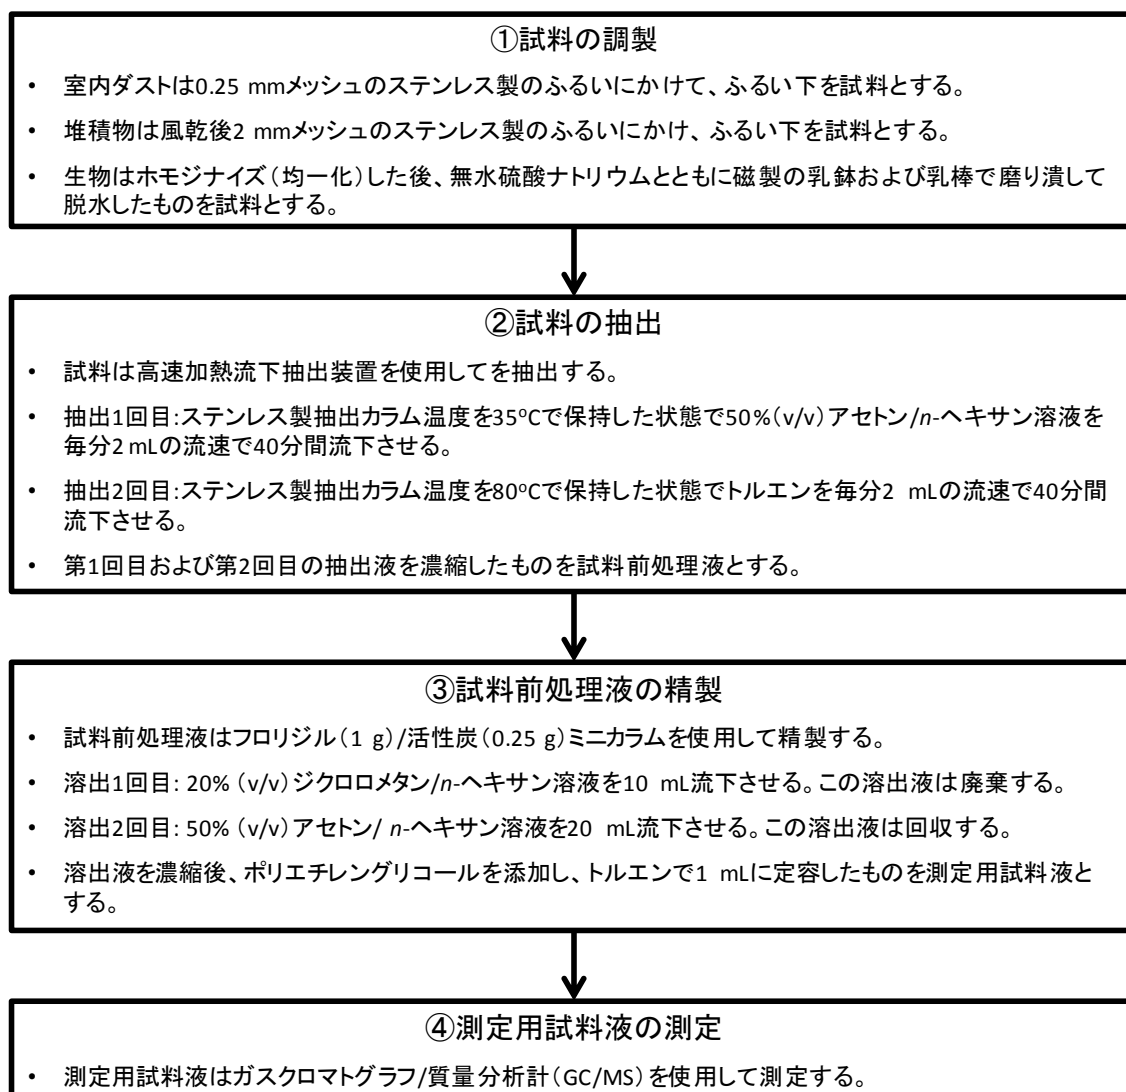 ①試料の調製
• 室内ダストは0.25 mmメッシュのステンレス製のふるいにかけて、ふるい下を試料とする。
• 堆積物は風乾後2 mmメッシュのステンレス製のふるいにかけ、ふるい下を試料とする。
• 生物はホモジナイズ（均一化）した後、無水硫酸ナトリウムとともに磁製の乳鉢および乳棒で磨り潰して
脱水したものを試料とする。
②試料の抽出
• 試料は高速加熱流下抽出装置を使用してを抽出する。
• 抽出1回目:ステンレス製抽出カラム温度を35ºCで保持した状態で50%(v/v)アセトン/n-ヘキサン溶液を
毎分2 mLの流速で40分間流下させる。
• 抽出2回目:ステンレス製抽出カラム温度を80ºCで保持した状態でトルエンを毎分2 mLの流速で40分間
流下させる。
• 第1回目および第2回目の抽出液を濃縮したものを試料前処理液とする。
③試料前処理液の精製
• 試料前処理液はフロリジル（1 g）/活性炭（0.25 g）ミニカラムを使用して精製する。
• 溶出1回目: 20% (v/v)ジクロロメタン/n-ヘキサン溶液を10 mL流下させる。この溶出液は廃棄する。
• 溶出2回目: 50% (v/v)アセトン/ n-ヘキサン溶液を20 mL流下させる。この溶出液は回収する。
• 溶出液を濃縮後、ポリエチレングリコールを添加し、トルエンで1 mLに定容したものを測定用試料液と
する。
④測定用試料液の測定
• 測定用試料液はガスクロマトグラフ/質量分析計（GC/MS）を使用して測定する。